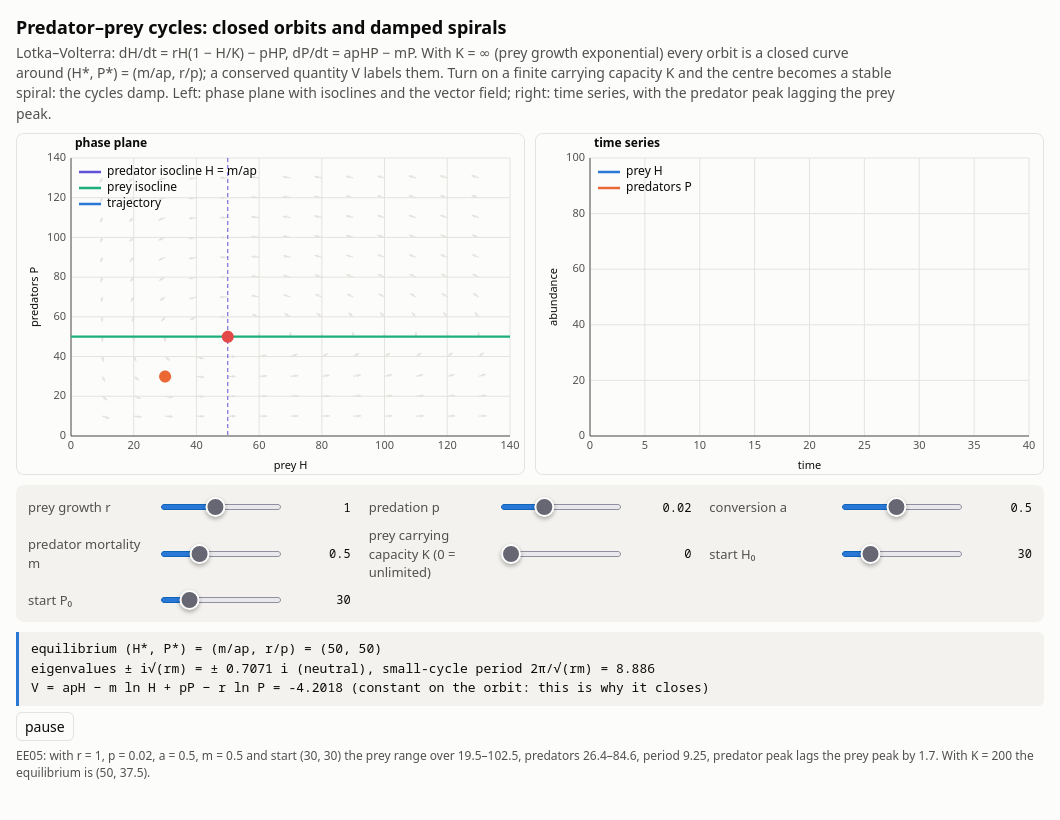 Predator–prey cycles: closed orbits and damped spirals
Lotka–Volterra: dH/dt = rH(1 − H/K) − pHP, dP/dt = apHP − mP. With K = ∞ (prey growth exponential) every orbit is a closed curve
around (H*, P*) = (m/ap, r/p); a conserved quantity V labels them. Turn on a finite carrying capacity K and the centre becomes a stable
spiral: the cycles damp. Left: phase plane with isoclines and the vector field; right: time series, with the predator peak lagging the prey
peak.
phase plane
140
120
100
80
60
40
20
0
0 20 40 60 80 100 120 140
predators P
prey H
predator isocline H = m/ap
prey isocline
trajectory
time series
100
80
60
40
20
0
0 5 10 15 20 25 30 35 40
abundance
time
prey H
predators P
prey growth r 1
predation p 0.02
conversion a 0.5
predator mortality
m 0.5
prey carrying
capacity K (0 =
unlimited) 0
start H₀ 30
start P₀ 30
equilibrium (H*, P*) = (m/ap, r/p) = (50, 50)
eigenvalues ± i√(rm) = ± 0.7071 i (neutral), small-cycle period 2π/√(rm) = 8.886
V = apH − m ln H + pP − r ln P = -4.2018 (constant on the orbit: this is why it closes)
pause
EE05: with r = 1, p = 0.02, a = 0.5, m = 0.5 and start (30, 30) the prey range over 19.5–102.5, predators 26.4–84.6, period 9.25, predator peak lags the prey peak by 1.7. With K = 200 the
equilibrium is (50, 37.5).